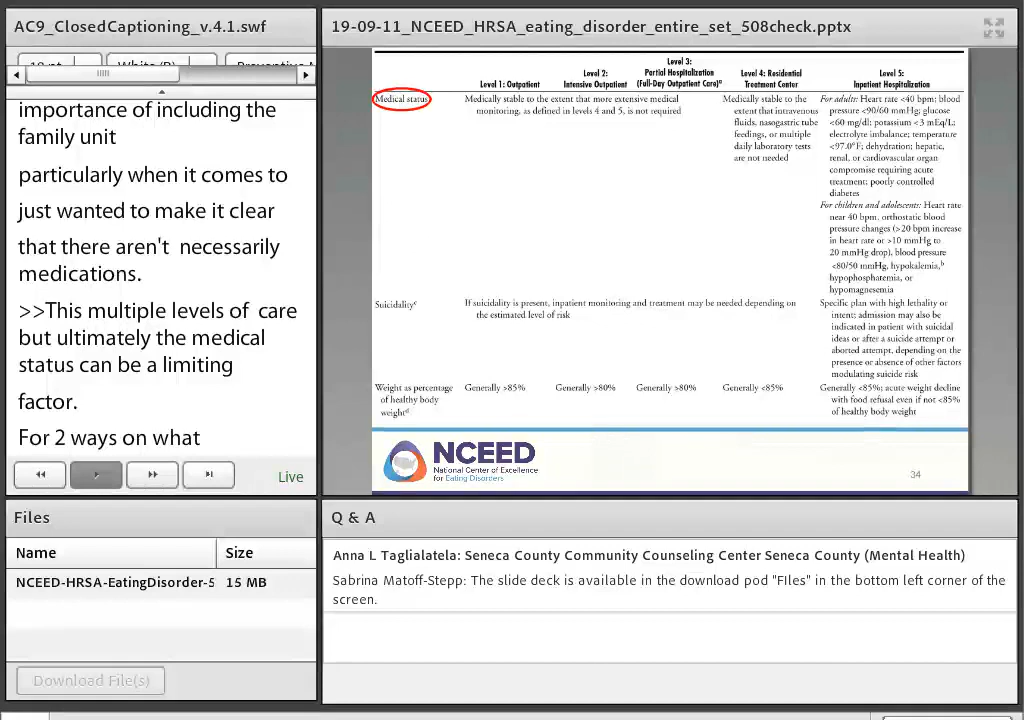 AC9_ClosedCaptioning_v.4.1.swf
importance of including the
family unit
particularly when it comes to
just wanted to make it clear
that there aren't necessarily
medications.
>>This multiple levels of care
but ultimately the medical
status can be a limiting
factor.
For 2 ways on what
Live
19-09-11_NCEED_HRSA_eating_disorder_entire_set_508check.pptx
Level 1: Outpatient
Level 2:
Intensive Outpatient
Level 3:
Partial Hospitalization
(Full-Day Outpatient Care)a
Level 4: Residential
Treatment Center
Level 5:
Inpatient Hospitalization
Medical status
Medically stable to the extent that more extensive medical
monitoring, as defined in levels 4 and 5, is not required
Medically stable to the
extent that intravenous
fluids, nasogastric tube
feedings, or multiple
daily laboratory tests
are not needed
For adults: Heart rate <40 bpm; blood
pressure <90/60 mmHg; glucose
<60 mg/dl; potassium <3 mEq/L;
electrolyte imbalance; temperature
<97.0°F; dehydration; hepatic,
renal, or cardiovascular organ
compromise requiring acute
treatment; poorly controlled
diabetes
For children and adolescents: Heart rate
near 40 bpm, orthostatic blood
pressure changes (>20 bpm increase
in heart rate or >10 mmHg to
20 mmHg drop), blood pressure
<80/50 mmHg, hypokalemia,b
hypophosphatemia, or
hypomagnesemia
Suicidalityc
If suicidality is present, inpatient monitoring and treatment may be needed depending on
the estimated level of risk
Specific plan with high lethality or
intent; admission may also be
indicated in patient with suicidal
ideas or after a suicide attempt or
aborted attempt, depending on the
presence or absence of other factors
modulating suicide risk
Weight as percentage
of healthy body
weightd
Generally >85%
Generally >80%
Generally >80%
Generally <85%
Generally <85%; acute weight decline
with food refusal even if not <85%
of healthy body weight
NCEED
National Center of Excellence
for Eating Disorders
34
Files
Name Size
NCEED-HRSA-EatingDisorder-5 15 MB
Download File(s)
Q & A
Anna L Taglialatela: Seneca County Community Counseling Center Seneca County (Mental Health)
Sabrina Matoff-Stepp: The slide deck is available in the download pod "FIles" in the bottom left corner of the
screen.